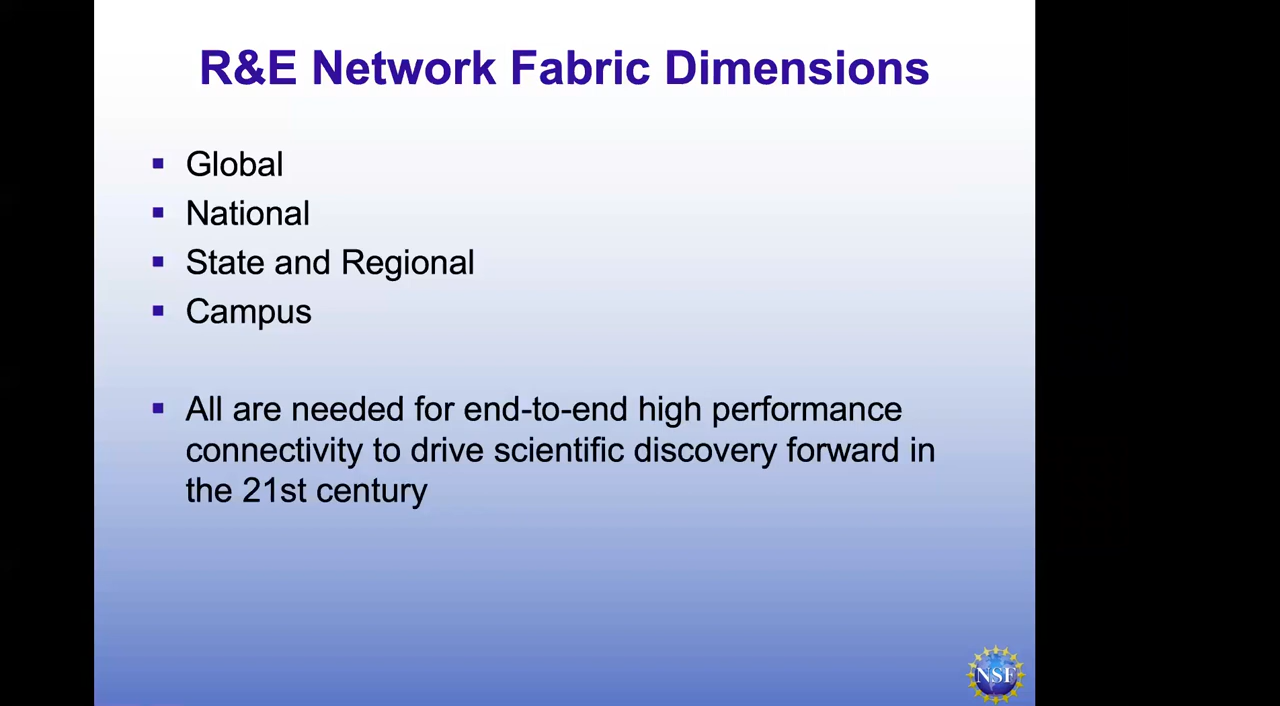 R&E Network Fabric Dimensions
Global
National
State and Regional
Campus
All are needed for end-to-end high performance
connectivity to drive scientific discovery forward in
the 21st century
NSF